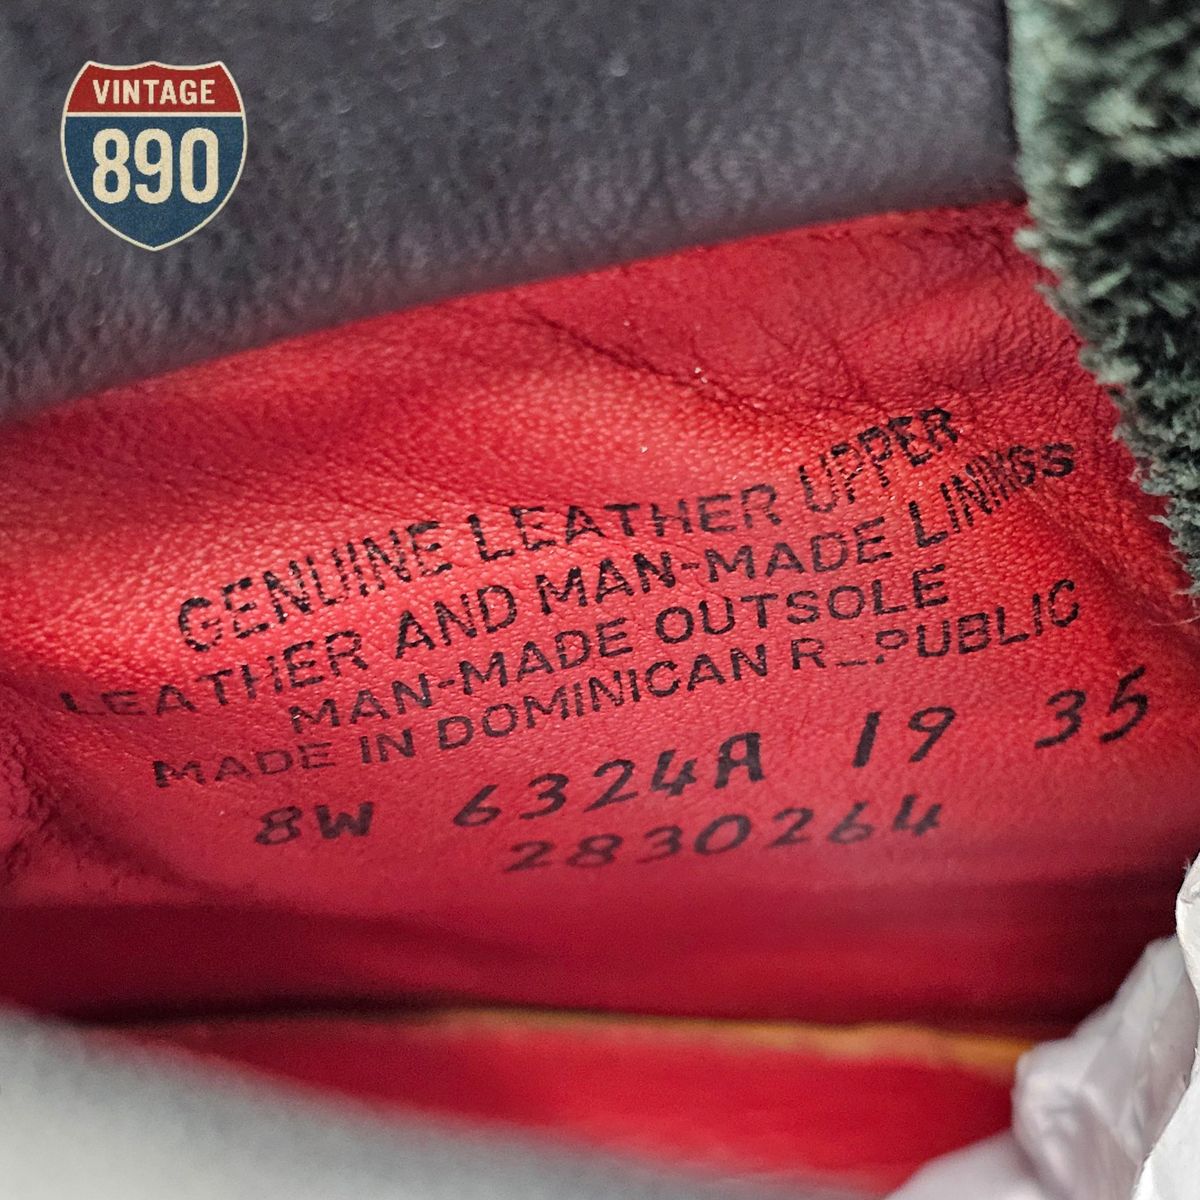 VINTAGE
890
GENUINE LEATHER UPPER
LEATHER AND MAN-MADE LININGS
MAN-MADE OUTSOLE
MADE IN DOMINICAN R_PUBLIC
8W 6324A 19 35
2830264